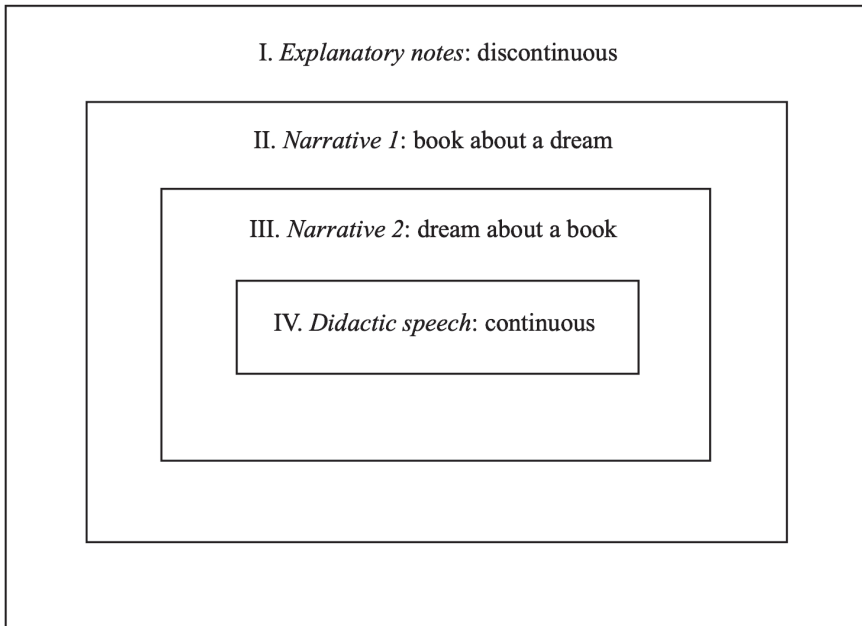 I. Explanatory notes: discontinuous
II. Narrative 1: book about a dream
III. Narrative 2: dream about a book
IV. Didactic speech: continuous